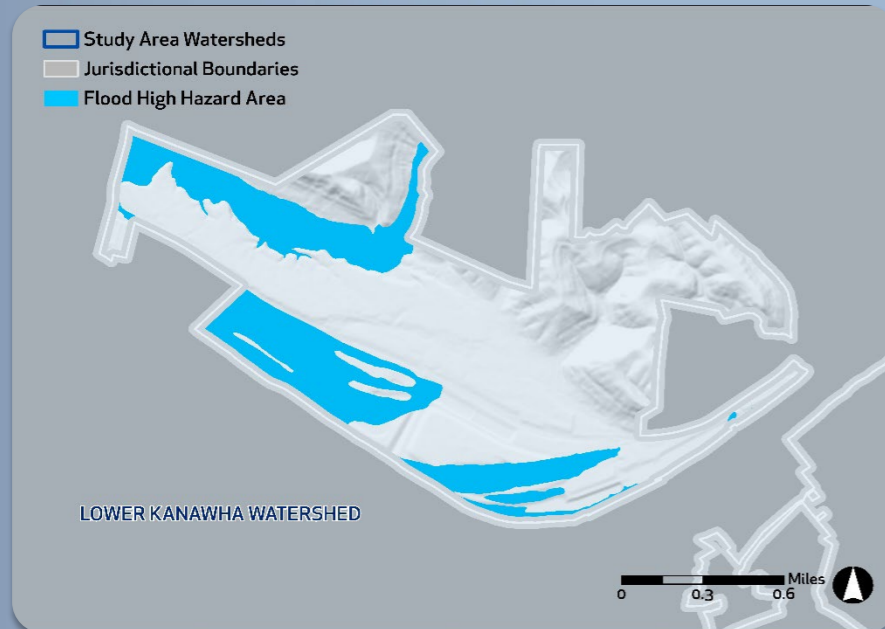 Study Area Watersheds
Jurisdictional Boundaries
Flood High Hazard Area
LOWER KANAWHA WATERSHED
Miles
0 0.3 0.6